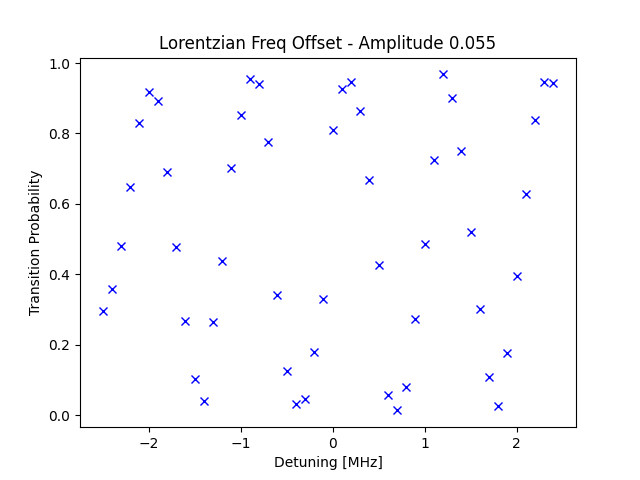 Lorentzian Freq Offset - Amplitude 0.055
Transition Probability
1.0
0.8
0.6
0.4
0.2
0.0
−2 −1 0 1 2
Detuning [MHz]